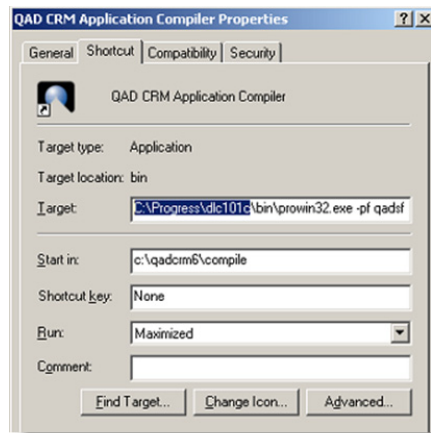 QAD CRM Application Compiler Properties
General Shortcut Compatibility Security
QAD CRM Application Compiler
Target type: Application
Target location: bin
Target: C:\Progress\dlc101c\bin\prowin32.exe -pf qadsf
Start in: c:\qadcrm6\compile
Shortcut key: None
Run: Maximized
Comment:
Find Target... Change Icon... Advanced...